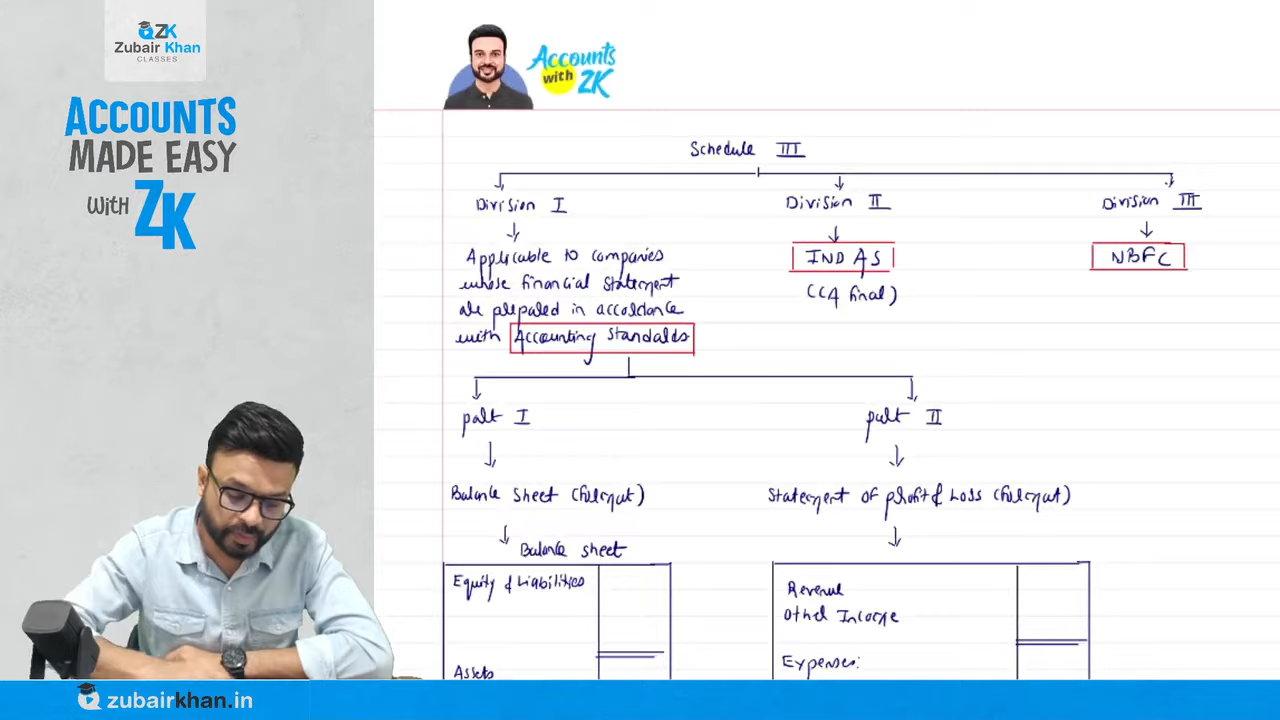 ZK
Zubair Khan
CLASSES
ACCOUNTS
MADE EASY
with ZK
Accounts
with ZK
Schedule III
Division I
Division II
Division III
Applicable to companies
whose financial statement
are prepared in accordance
with Accounting Standards
IND AS
(CA final)
NBFC
part I
part II
Balance Sheet (format)
Statement of profit & Loss (format)
Balance sheet
Equity & Liabilities
Assets
Revenue
Other Income
Expenses:
zubairkhan.in